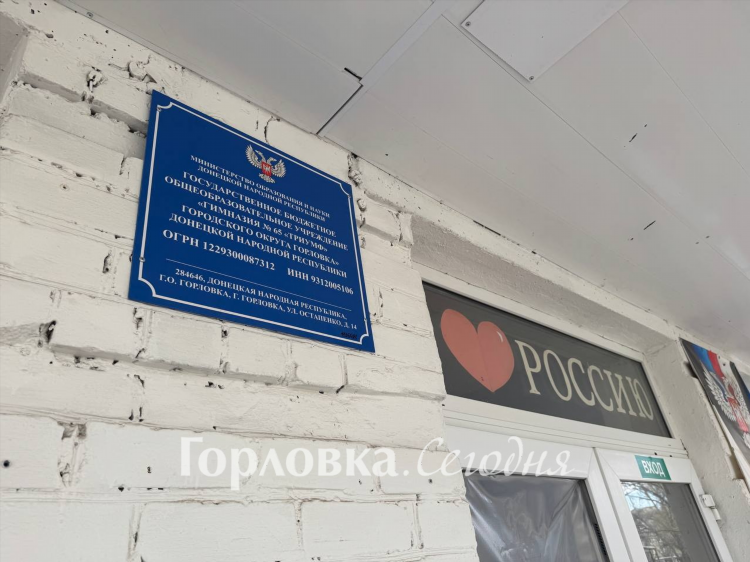 МИНИСТЕРСТВО ОБРАЗОВАНИЯ И НАУКИ
ДОНЕЦКОЙ НАРОДНОЙ РЕСПУБЛИКИ
ГОСУДАРСТВЕННОЕ БЮДЖЕТНОЕ
ОБЩЕОБРАЗОВАТЕЛЬНОЕ УЧРЕЖДЕНИЕ
«ГИМНАЗИЯ № 65 «ТРИУМФ»
ГОРОДСКОГО ОКРУГА ГОРЛОВКА»
ДОНЕЦКОЙ НАРОДНОЙ РЕСПУБЛИКИ
ОГРН 1229300087312 ИНН 9312005106
284646, ДОНЕЦКАЯ НАРОДНАЯ РЕСПУБЛИКА,
Г.О. ГОРЛОВКА, Г. ГОРЛОВКА, УЛ. ОСТАПЕНКО, Д. 14
РОССИЮ
ВХОД
Горловка.Сегодня